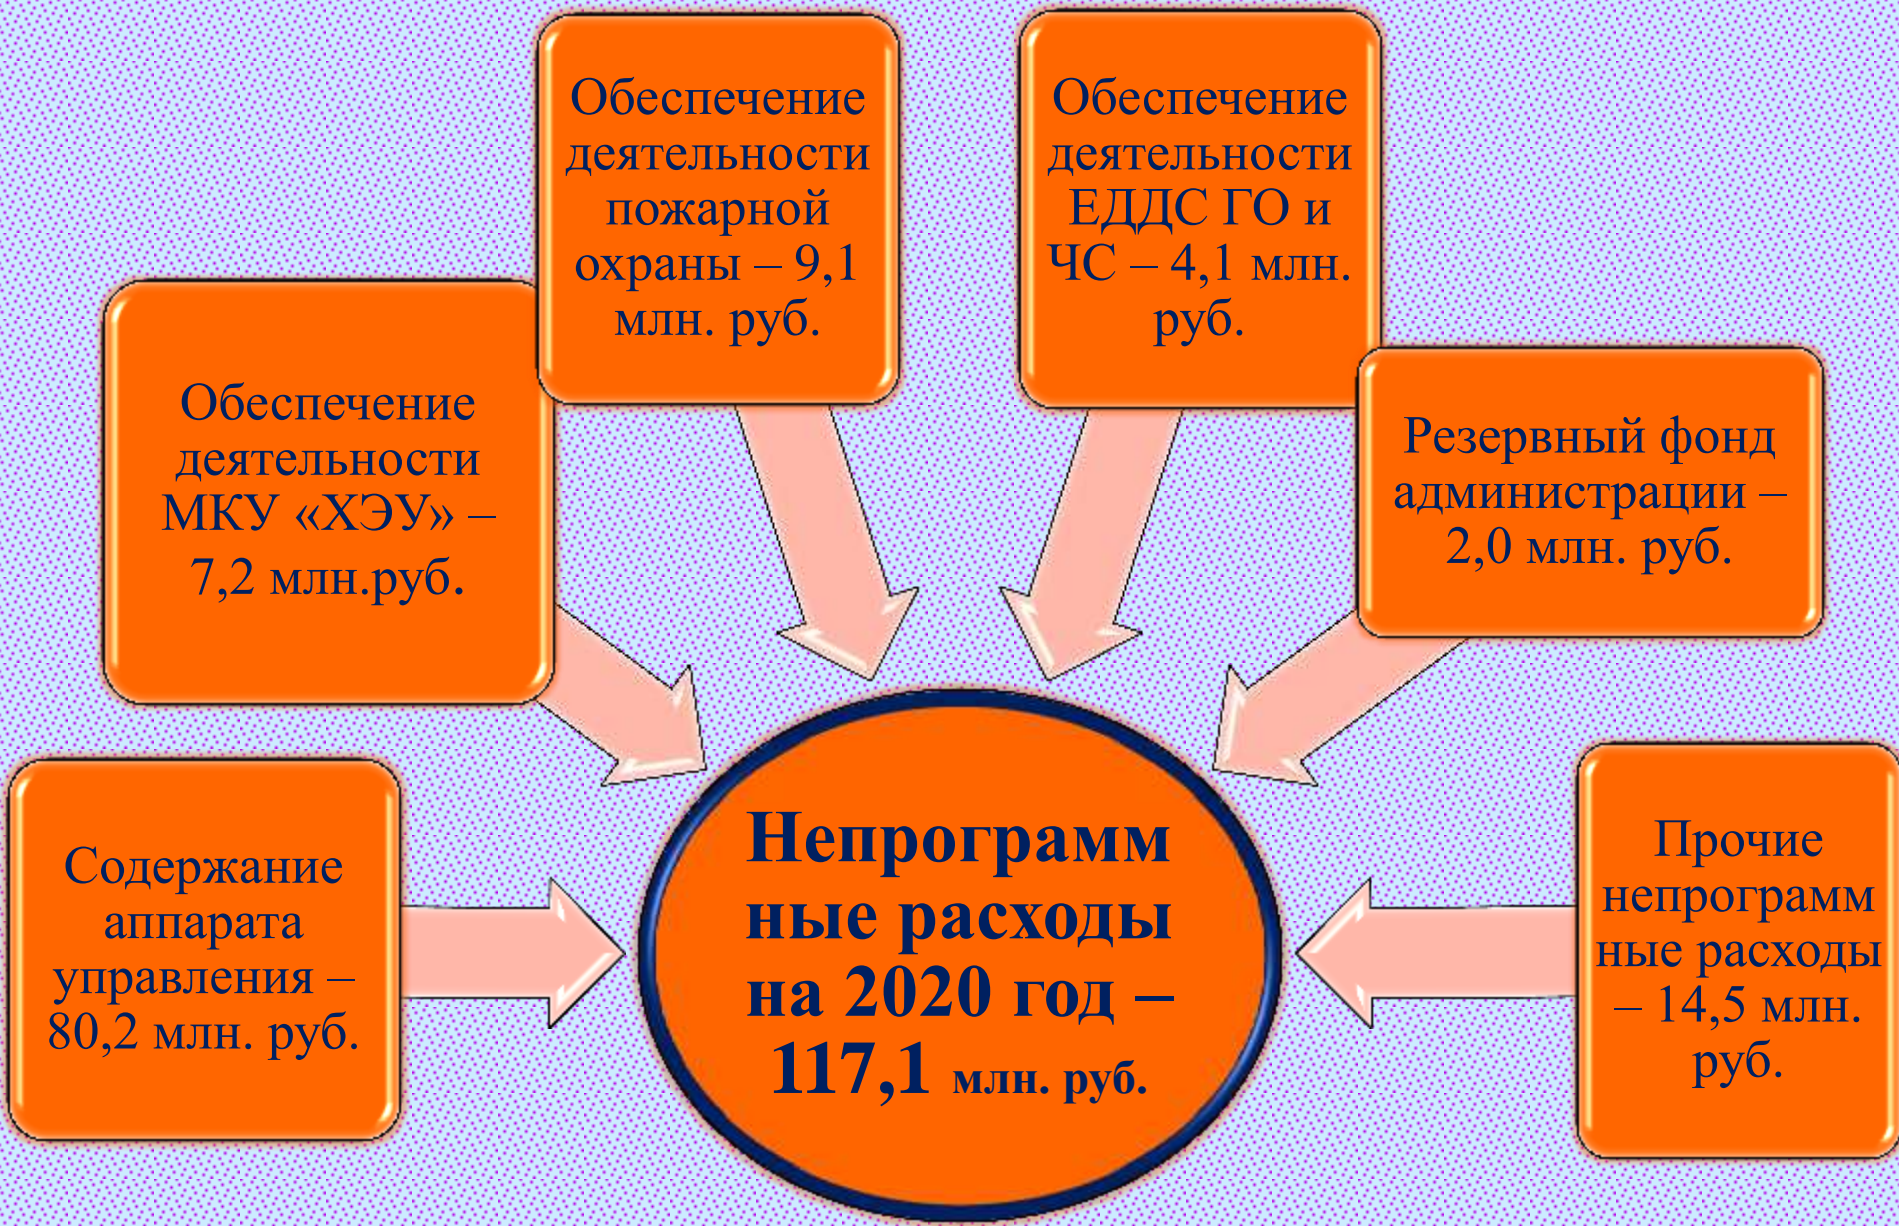 Обеспечение
деятельности
пожарной
охраны – 9,1
млн. руб.
Обеспечение
деятельности
ЕДДС ГО и
ЧС – 4,1 млн.
руб.
Обеспечение
деятельности
МКУ «ХЭУ» –
7,2 млн.руб.
Резервный фонд
администрации –
2,0 млн. руб.
Содержание
аппарата
управления –
80,2 млн. руб.
Непрограмм
ные расходы
на 2020 год –
117,1 млн. руб.
Прочие
непрограмм
ные расходы
– 14,5 млн.
руб.